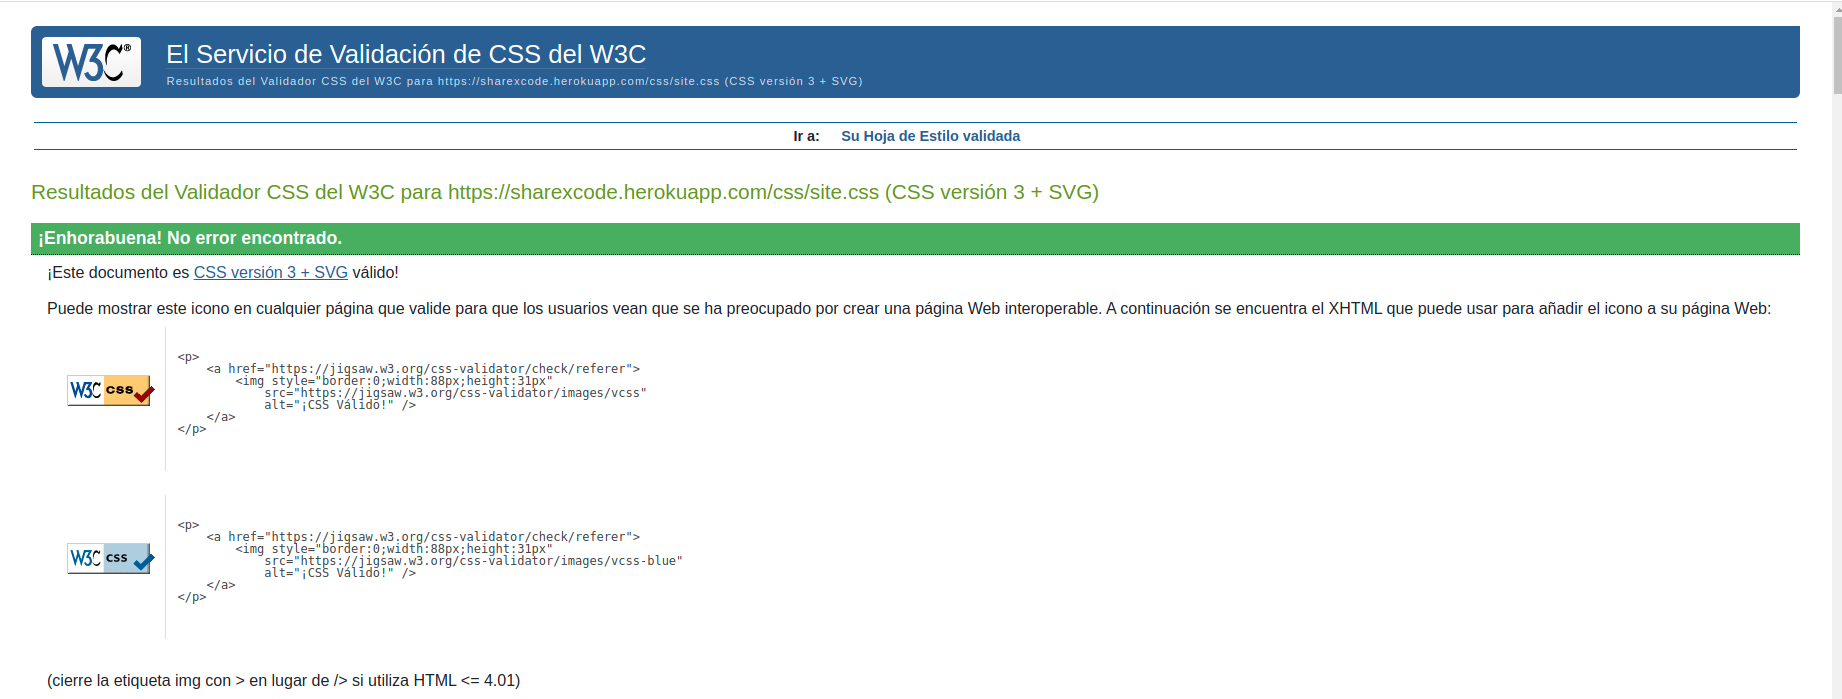 W3C®
El Servicio de Validación de CSS del W3C
Resultados del Validador CSS del W3C para https://sharexcode.herokuapp.com/css/site.css (CSS versión 3 + SVG)
Ir a: Su Hoja de Estilo validada
Resultados del Validador CSS del W3C para https://sharexcode.herokuapp.com/css/site.css (CSS versión 3 + SVG)
¡Enhorabuena! No error encontrado.
¡Este documento es CSS versión 3 + SVG válido!
Puede mostrar este icono en cualquier página que valide para que los usuarios vean que se ha preocupado por crear una página Web interoperable. A continuación se encuentra el XHTML que puede usar para añadir el icono a su página Web:
W3C css
<p>
    <a href="https://jigsaw.w3.org/css-validator/check/referer">
        <img style="border:0;width:88px;height:31px"
            src="https://jigsaw.w3.org/css-validator/images/vcss"
            alt="¡CSS Válido!" />
    </a>
</p>
W3C css
<p>
    <a href="https://jigsaw.w3.org/css-validator/check/referer">
        <img style="border:0;width:88px;height:31px"
            src="https://jigsaw.w3.org/css-validator/images/vcss-blue"
            alt="¡CSS Válido!" />
    </a>
</p>
(cierre la etiqueta img con > en lugar de /> si utiliza HTML <= 4.01)